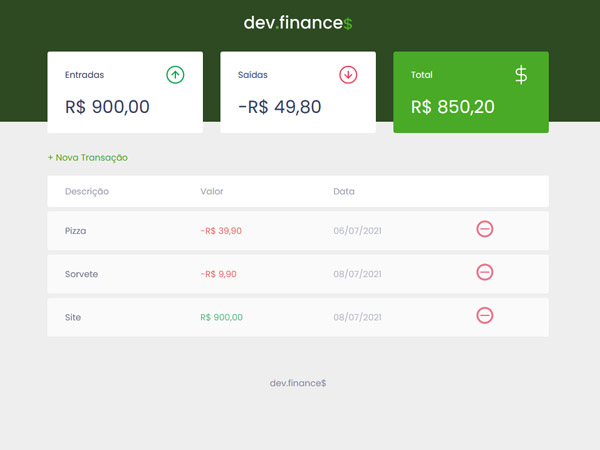 dev.finance$
Entradas
R$ 900,00
Saídas
-R$ 49,80
Total
$
R$ 850,20
+ Nova Transação
Descrição Valor Data
Pizza -R$ 39,90 06/07/2021
Sorvete -R$ 9,90 08/07/2021
Site R$ 900,00 08/07/2021
dev.finance$